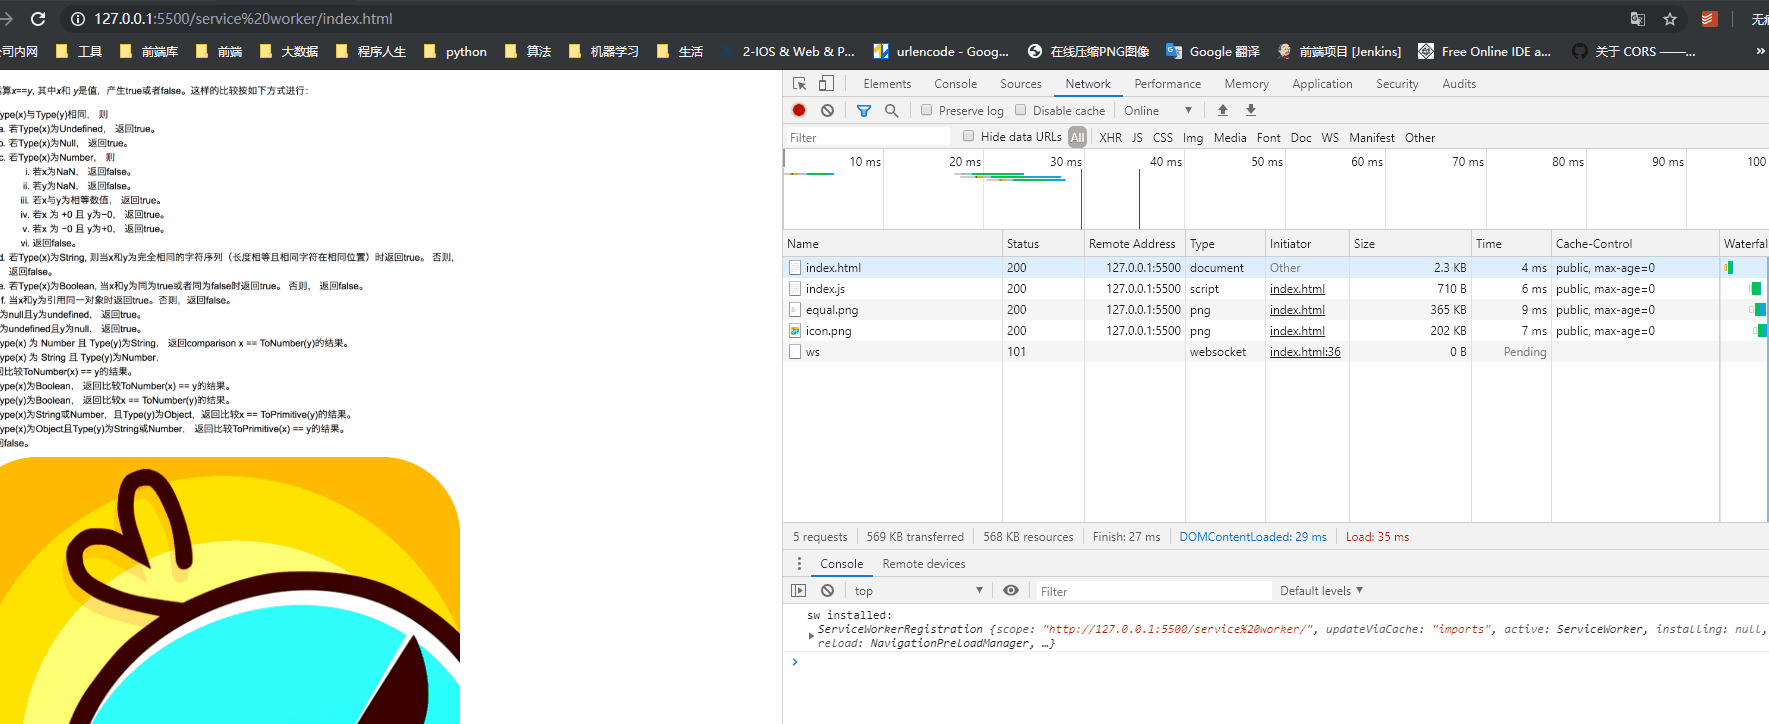 127.0.0.1:5500/service%20worker/index.html
公司内网 工具 前端库 前端 大数据 程序人生 python 算法 机器学习 生活 2-IOS & Web & P... urlencode - Goog... 在线压缩PNG图像 Google 翻译 前端项目 [Jenkins] Free Online IDE a... 关于 CORS ——... »
算x==y, 其中x和 y是值，产生true或者false。这样的比较按如下方式进行：
ype(x)与Type(y)相同， 则
a. 若Type(x)为Undefined， 返回true。
b. 若Type(x)为Null， 返回true。
c. 若Type(x)为Number， 则
i. 若x为NaN， 返回false。
ii. 若y为NaN， 返回false。
iii. 若x与y为相等数值， 返回true。
iv. 若x 为 +0 且 y为−0， 返回true。
v. 若x 为 −0 且 y为+0， 返回true。
vi. 返回false。
d. 若Type(x)为String, 则当x和y为完全相同的字符序列（长度相等且相同字符在相同位置）时返回true。 否则，
返回false。
e. 若Type(x)为Boolean, 当x和y为同为true或者同为false时返回true。 否则， 返回false。
f. 当x和y为引用同一对象时返回true。否则，返回false。
为null且y为undefined， 返回true。
为undefined且y为null， 返回true。
ype(x) 为 Number 且 Type(y)为String， 返回comparison x == ToNumber(y)的结果。
ype(x) 为 String 且 Type(y)为Number，
回比较ToNumber(x) == y的结果。
ype(x)为Boolean， 返回比较ToNumber(x) == y的结果。
ype(y)为Boolean， 返回比较x == ToNumber(y)的结果。
ype(x)为String或Number，且Type(y)为Object，返回比较x == ToPrimitive(y)的结果。
ype(x)为Object且Type(y)为String或Number， 返回比较ToPrimitive(x) == y的结果。
回false。
Elements Console Sources Network Performance Memory Application Security Audits
Preserve log Disable cache Online
Filter Hide data URLs All XHR JS CSS Img Media Font Doc WS Manifest Other
10 ms 20 ms 30 ms 40 ms 50 ms 60 ms 70 ms 80 ms 90 ms 100
Name Status Remote Address Type Initiator Size Time Cache-Control Waterfal
index.html 200 127.0.0.1:5500 document Other 2.3 KB 4 ms public, max-age=0
index.js 200 127.0.0.1:5500 script index.html 710 B 6 ms public, max-age=0
equal.png 200 127.0.0.1:5500 png index.html 365 KB 9 ms public, max-age=0
icon.png 200 127.0.0.1:5500 png index.html 202 KB 7 ms public, max-age=0
ws 101 websocket index.html:36 0 B Pending
5 requests 569 KB transferred 568 KB resources Finish: 27 ms DOMContentLoaded: 29 ms Load: 35 ms
Console Remote devices
top Filter Default levels
sw installed:
ServiceWorkerRegistration {scope: "http://127.0.0.1:5500/service%20worker/", updateViaCache: "imports", active: ServiceWorker, installing: null,
reload: NavigationPreloadManager, …}